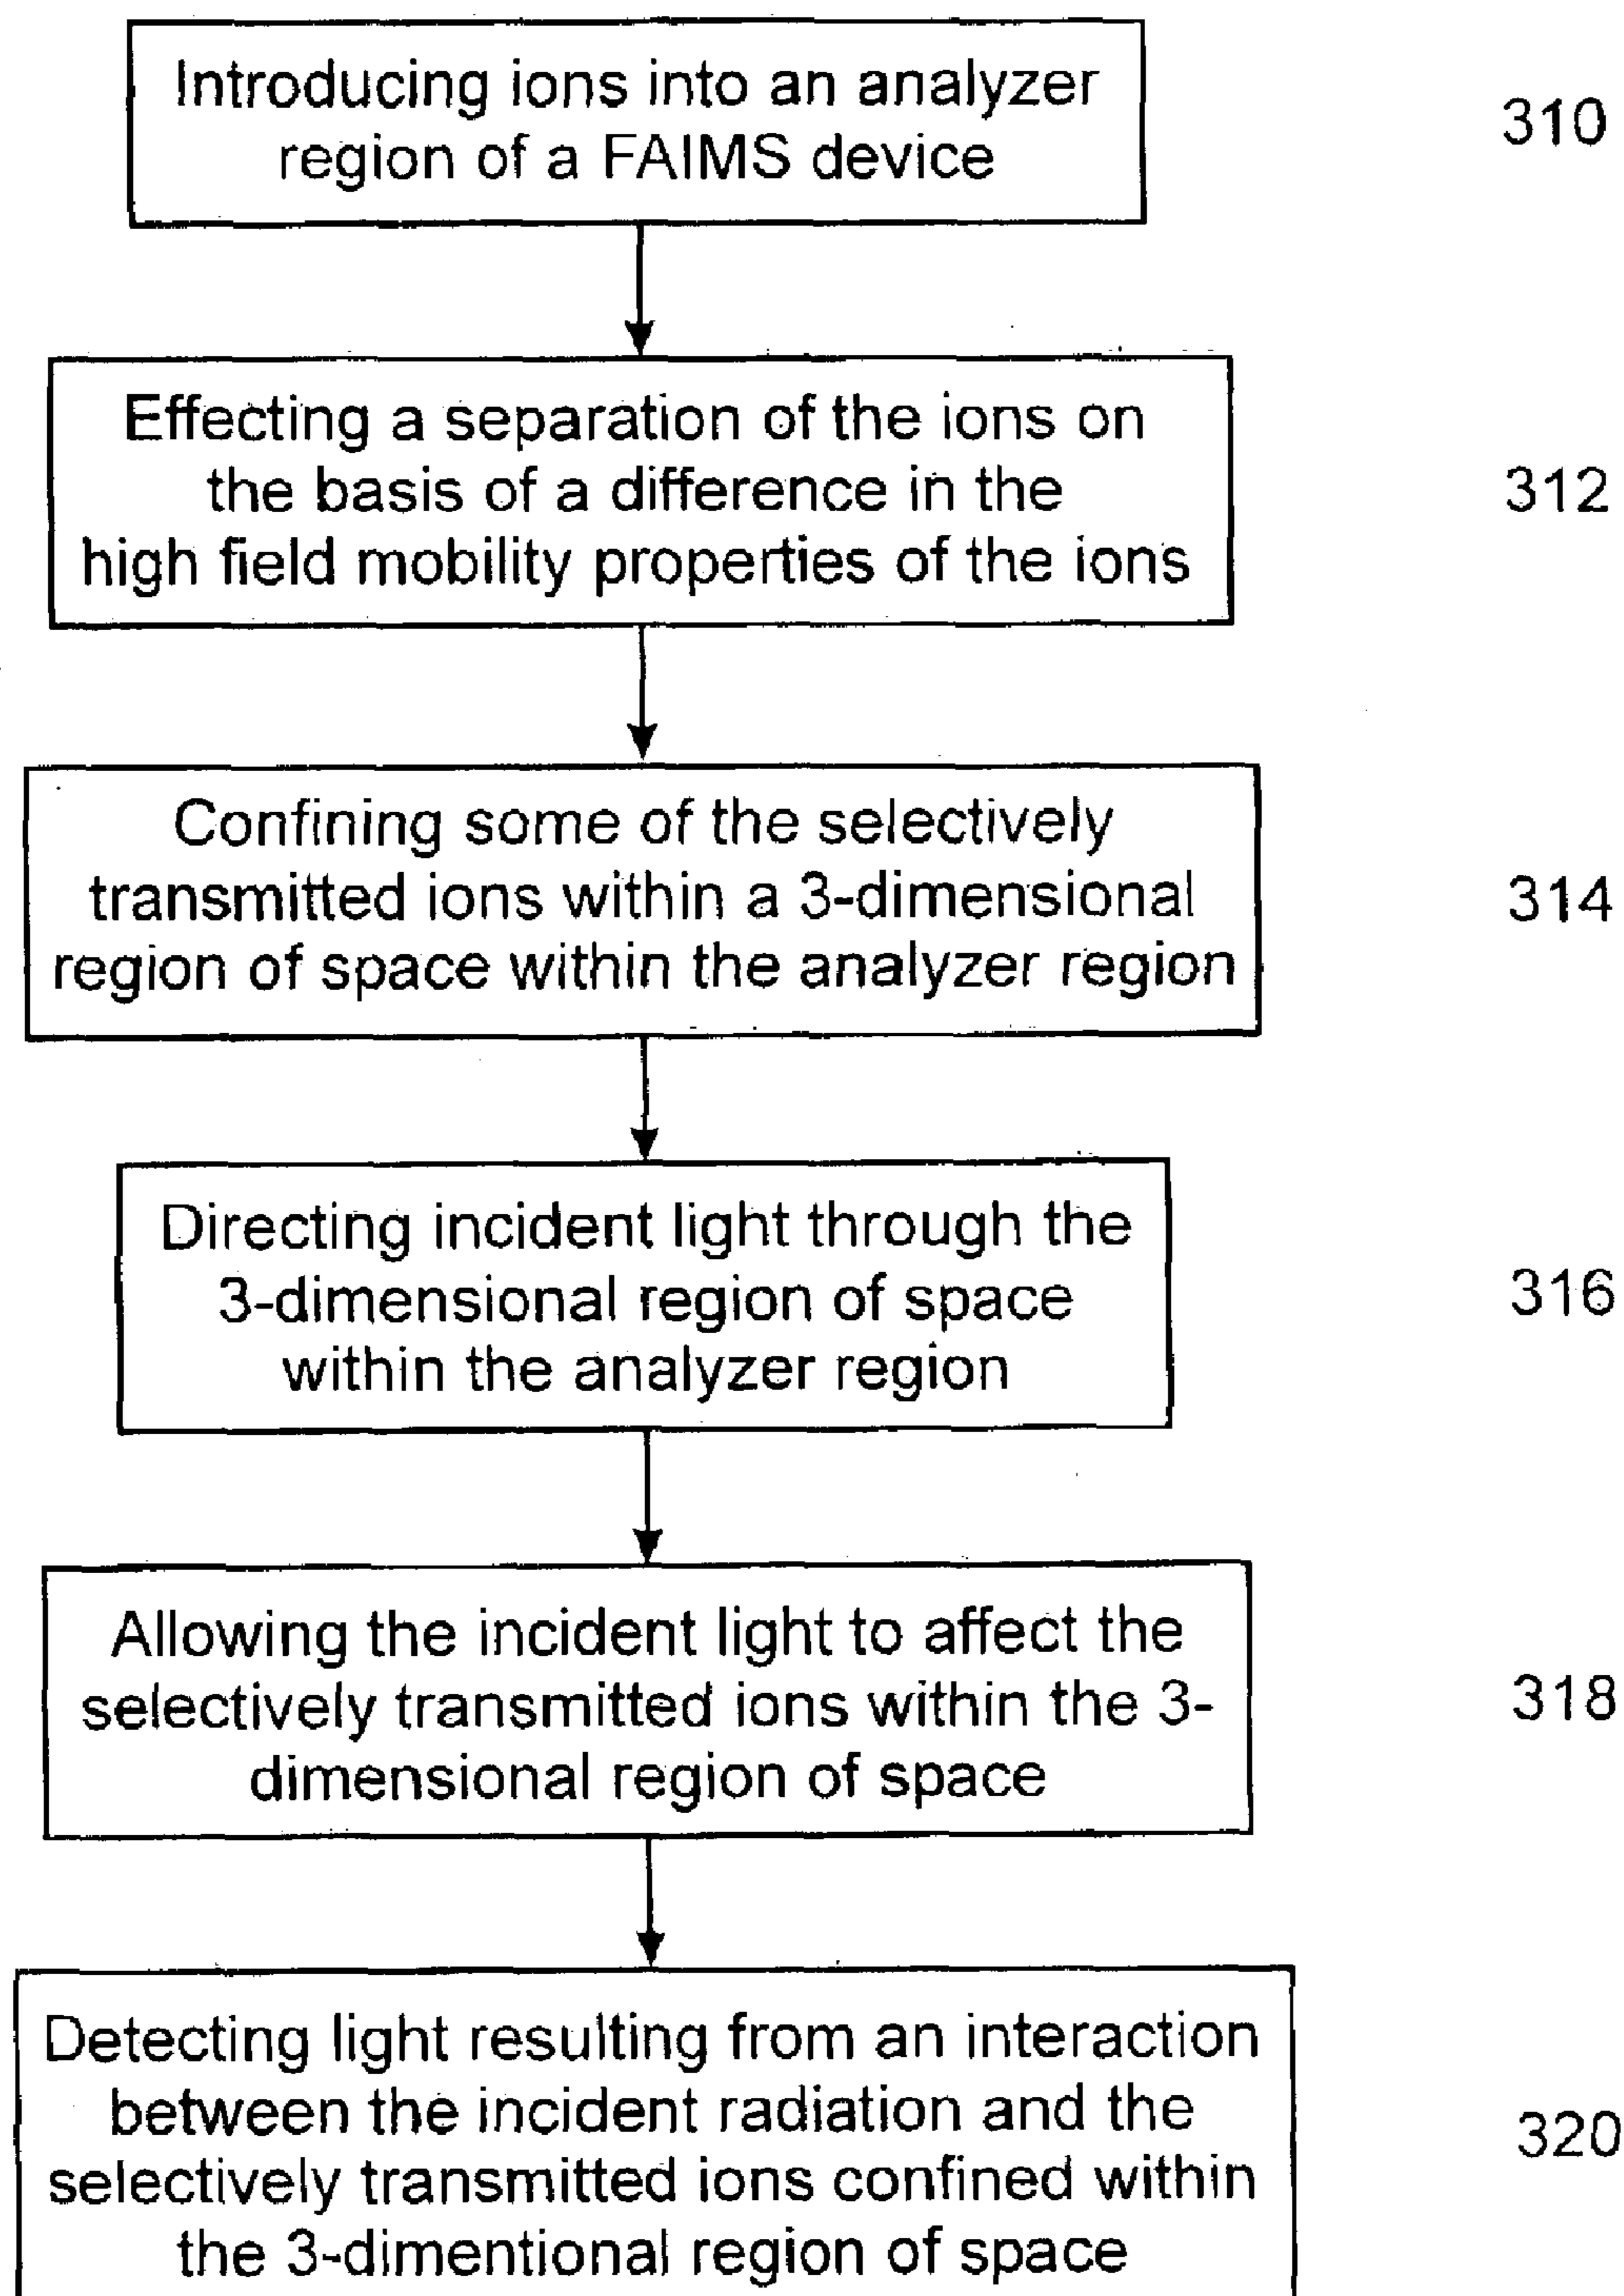 Introducing ions into an analyzer
region of a FAIMS device
310
Effecting a separation of the ions on
the basis of a difference in the
high field mobility properties of the ions
312
Confining some of the selectively
transmitted ions within a 3-dimensional
region of space within the analyzer region
314
Directing incident light through the
3-dimensional region of space
within the analyzer region
316
Allowing the incident light to affect the
selectively transmitted ions within the 3-
dimensional region of space
318
Detecting light resulting from an interaction
between the incident radiation and the
selectively transmitted ions confined within
the 3-dimentional region of space
320